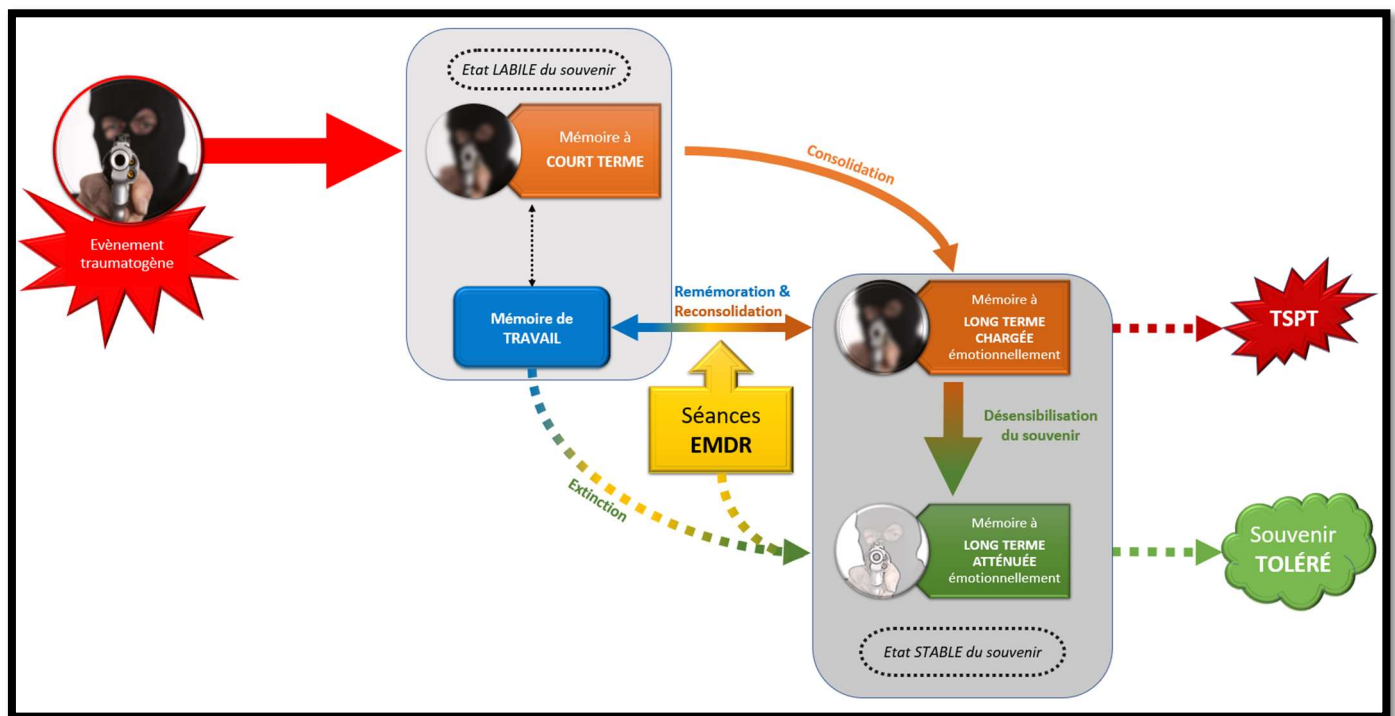 Etat LABILE du souvenir
Mémoire à
COURT TERME
Consolidation
Evènement
traumatogène
Mémoire de
TRAVAIL
Remémoration &
Reconsolidation
Mémoire à
LONG TERME
CHARGÉE
émotionnellement
TSPT
Séances
EMDR
Désensibilisation
du souvenir
Extinction
Mémoire à
LONG TERME
ATTÉNUÉE
émotionnellement
Souvenir
TOLÉRÉ
Etat STABLE du souvenir